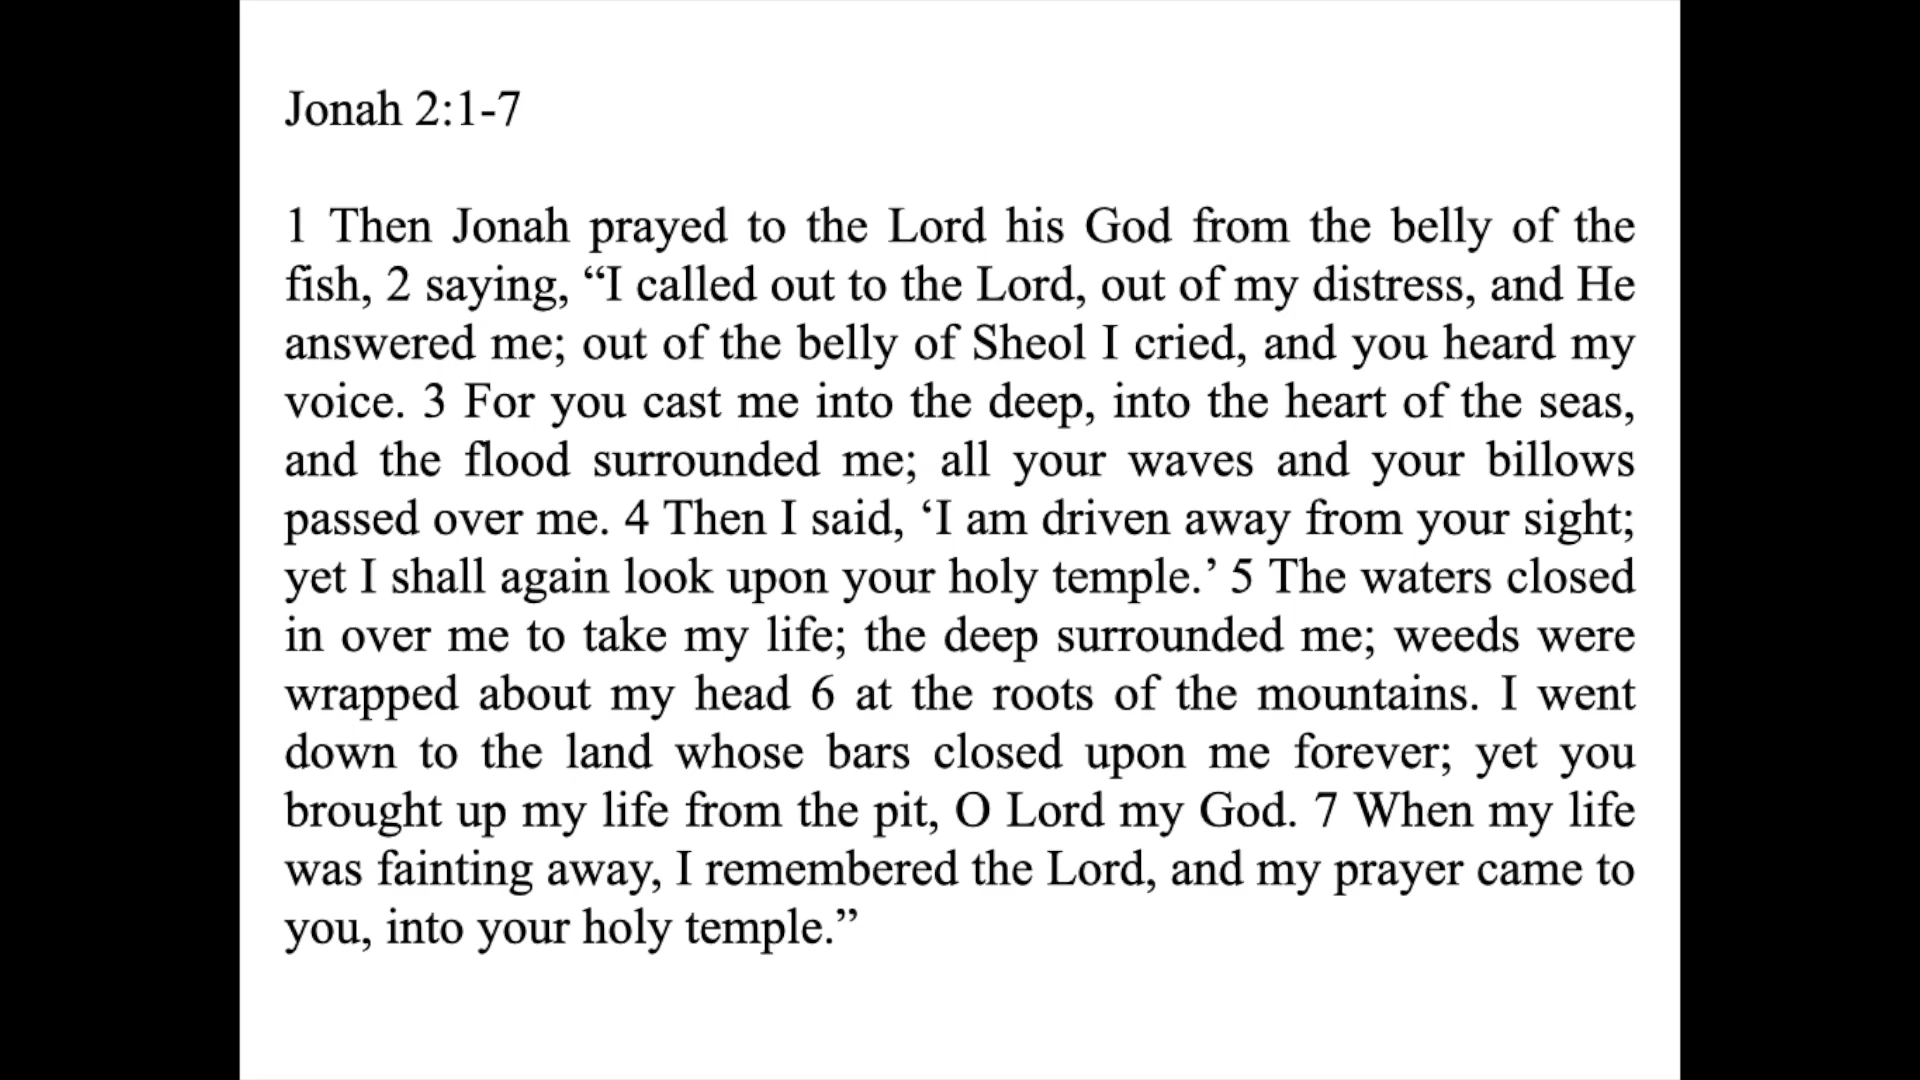 Jonah 2:1-7
1 Then Jonah prayed to the Lord his God from the belly of the
fish, 2 saying, “I called out to the Lord, out of my distress, and He
answered me; out of the belly of Sheol I cried, and you heard my
voice. 3 For you cast me into the deep, into the heart of the seas,
and the flood surrounded me; all your waves and your billows
passed over me. 4 Then I said, ‘I am driven away from your sight;
yet I shall again look upon your holy temple.’ 5 The waters closed
in over me to take my life; the deep surrounded me; weeds were
wrapped about my head 6 at the roots of the mountains. I went
down to the land whose bars closed upon me forever; yet you
brought up my life from the pit, O Lord my God. 7 When my life
was fainting away, I remembered the Lord, and my prayer came to
you, into your holy temple.”